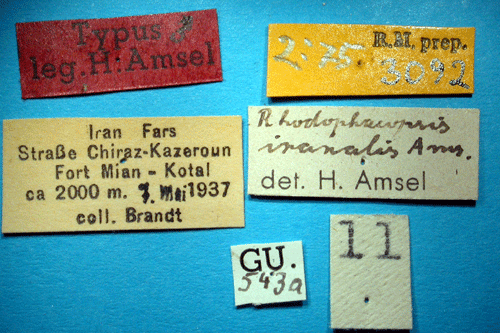 Typus ♂
leg. H. Amsel
2:75 R.M. prep.
3092
Iran Fars
Straße Chiraz-Kazeroun
Fort Mian - Kotal
ca 2000 m. 7. Mai 1937
coll. Brandt
Rhodophaeopsis
iranalis Ams.
det. H. Amsel
GU.
543a
11